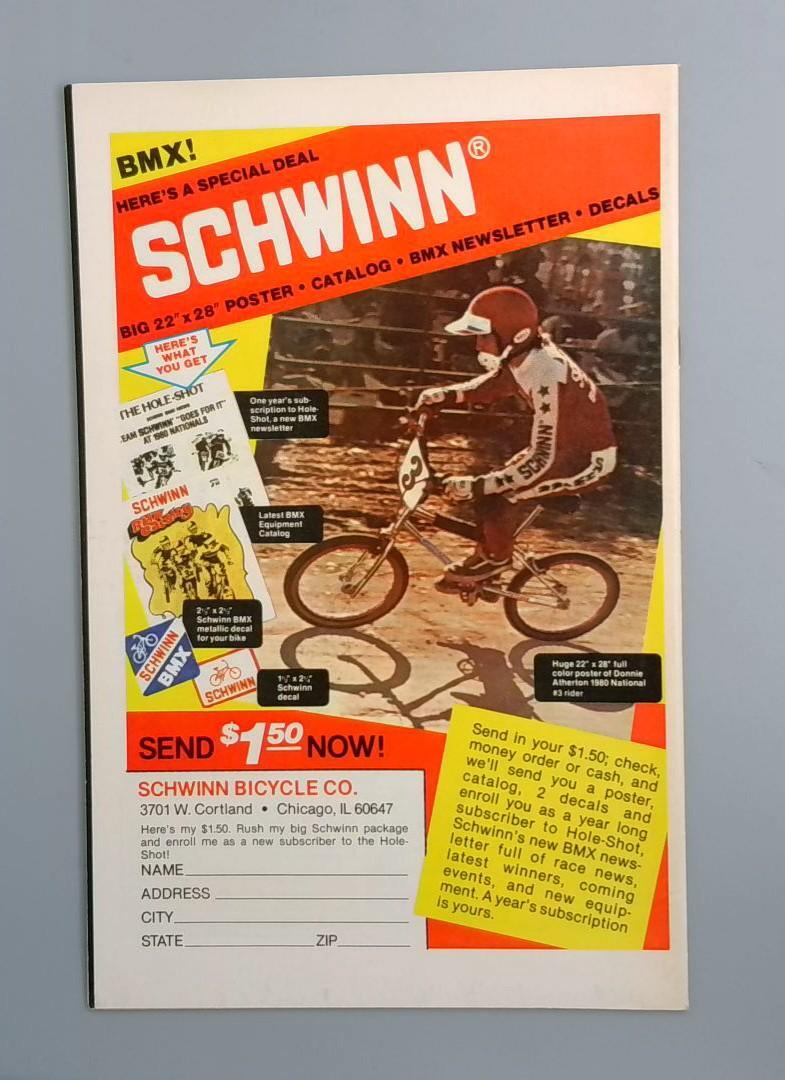 BMX!
HERE'S A SPECIAL DEAL
SCHWINN®
BIG 22" x 28" POSTER • CATALOG • BMX NEWSLETTER • DECALS
HERE'S
WHAT
YOU GET
THE HOLE-SHOT
EAM SCHWINN "GOES FOR IT"
AT 1980 NATIONALS
One year's sub-
scription to Hole-
Shot, a new BMX
newsletter
SCHWINN
Latest BMX
Equipment
Catalog
2½" x 2½"
Schwinn BMX
metallic decal
for your bike
SCHWINN
BMX
SCHWINN
1½" x 2½"
Schwinn
decal
SCHWINN
3
Huge 22" x 28" full
color poster of Donnie
Atherton 1980 National
#3 rider
SEND $1.50 NOW!
SCHWINN BICYCLE CO.
3701 W. Cortland • Chicago, IL 60647
Here's my $1.50. Rush my big Schwinn package
and enroll me as a new subscriber to the Hole-
Shot!
NAME
ADDRESS
CITY
STATE ZIP
Send in your $1.50; check,
money order or cash, and
we'll send you a poster,
catalog, 2 decals and
enroll you as a year long
subscriber to Hole-Shot,
Schwinn's new BMX news-
letter full of race news,
latest winners, coming
events, and new equip-
ment. A year's subscription
is yours.